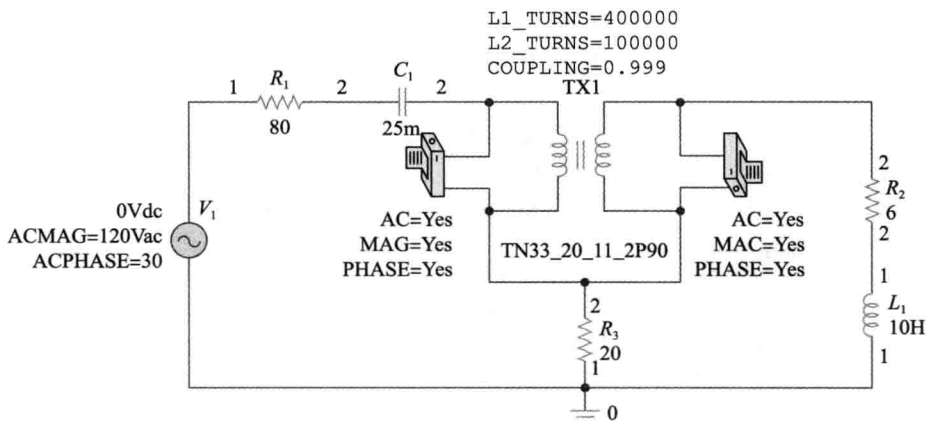 L1_TURNS=400000
L2_TURNS=100000
COUPLING=0.999
TX1
1
R₁
2
C₁
2
80
25m
0Vdc
V₁
ACMAG=120Vac
ACPHASE=30
AC=Yes
MAG=Yes
PHASE=Yes
TN33_20_11_2P90
AC=Yes
MAC=Yes
PHASE=Yes
2
R₂
6
2
1
L₁
10H
1
2
R₃
20
1
0